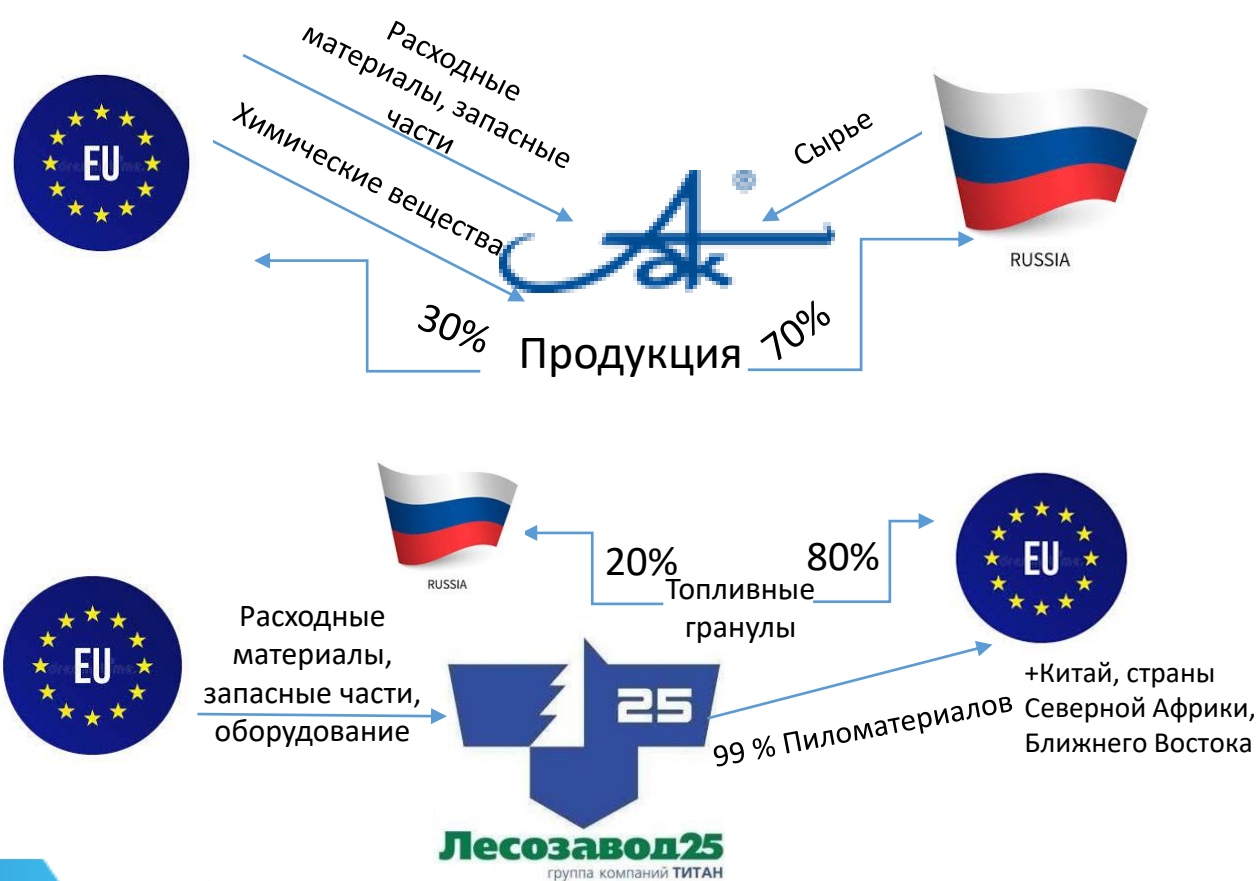 Расходные
материалы, запасные
части
Химические вещества
EU
Сырье
RUSSIA
30%
Продукция
70%
RUSSIA
20%
80%
Топливные
гранулы
EU
EU
Расходные
материалы,
запасные части,
оборудование
25
99 % Пиломатериалов
+Китай, страны
Северной Африки,
Ближнего Востока
Лесозавод25
группа компаний ТИТАН